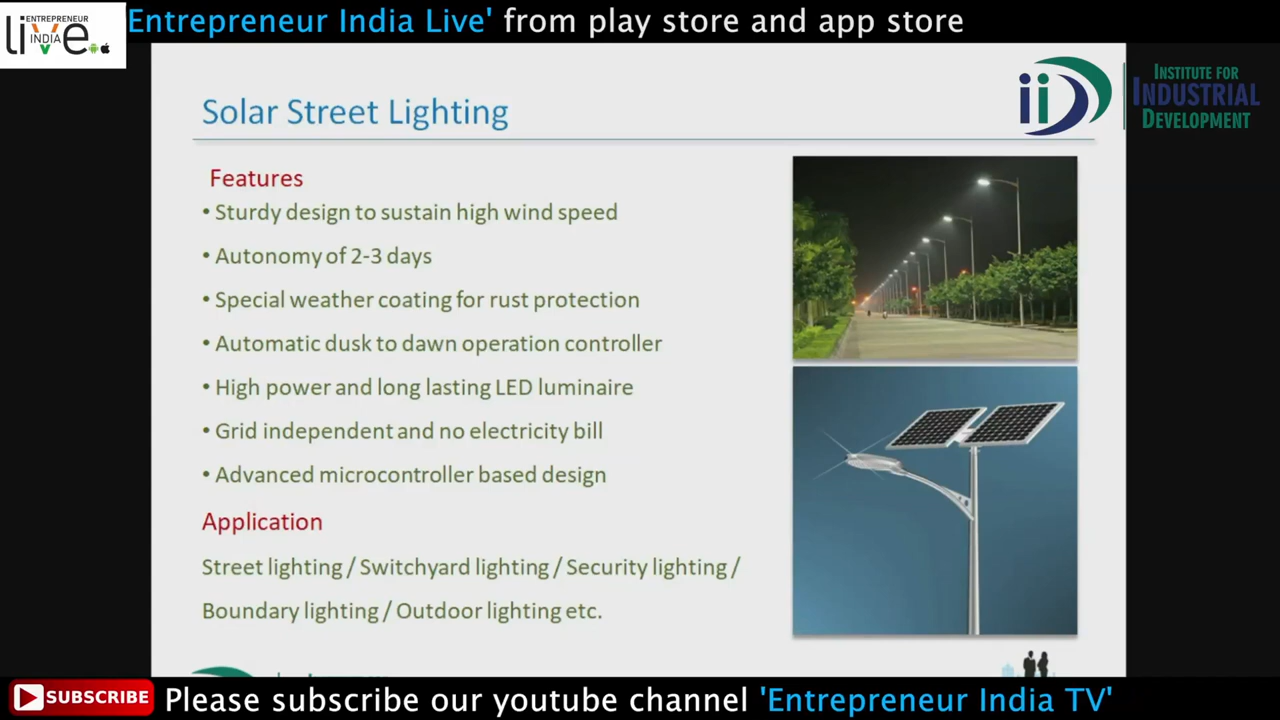 ENTREPRENEUR
INDIA
live
'Entrepreneur India Live' from play store and app store
iiD
INSTITUTE FOR
INDUSTRIAL
DEVELOPMENT
Solar Street Lighting
Features
• Sturdy design to sustain high wind speed
• Autonomy of 2-3 days
• Special weather coating for rust protection
• Automatic dusk to dawn operation controller
• High power and long lasting LED luminaire
• Grid independent and no electricity bill
• Advanced microcontroller based design
Application
Street lighting / Switchyard lighting / Security lighting /
Boundary lighting / Outdoor lighting etc.
SUBSCRIBE
Please subscribe our youtube channel 'Entrepreneur India TV'